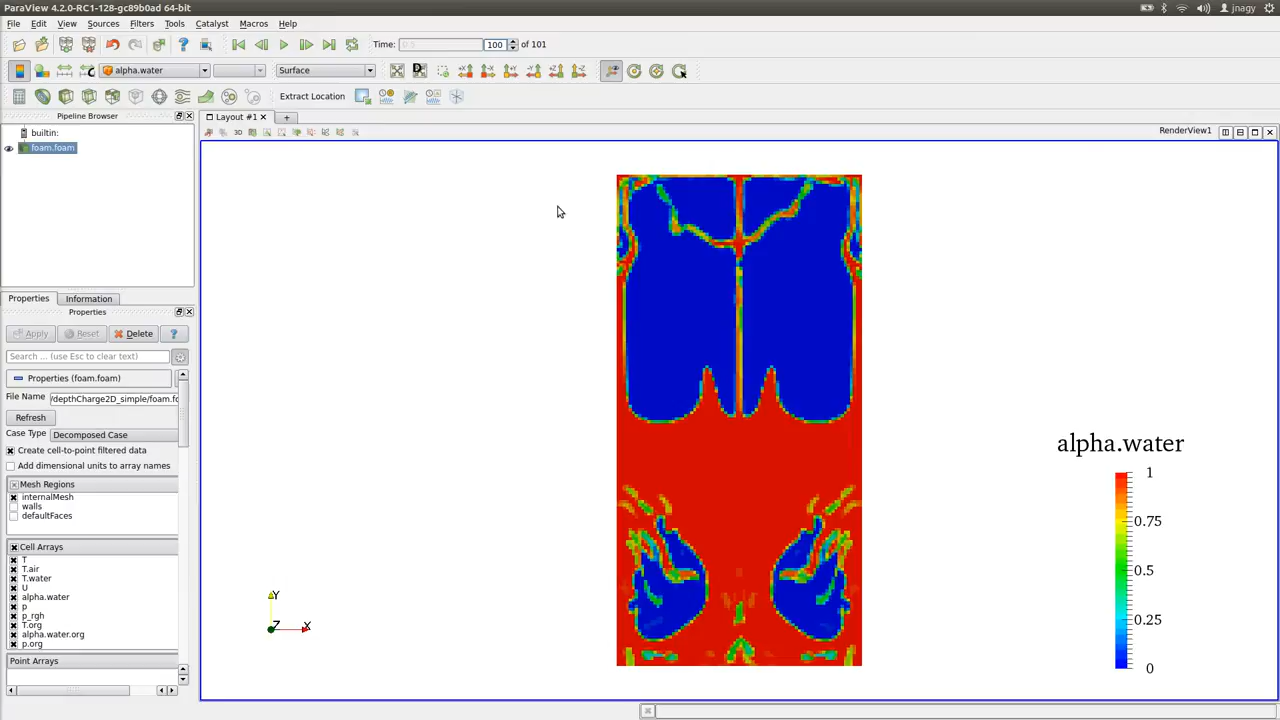 ParaView 4.2.0-RC1-128-gc89b0ad 64-bit
jnagy
File Edit View Sources Filters Tools Catalyst Macros Help
Time: 0.5 100 of 101
alpha.water Surface
Extract Location
Pipeline Browser
Layout #1
3D
RenderView1
builtin:
foam.foam
Properties Information
Properties
Apply Reset Delete ?
Search ... (use Esc to clear text)
Properties (foam.foam)
File Name /depthCharge2D_simple/foam.fo
Refresh
Case Type Decomposed Case
Create cell-to-point filtered data
Add dimensional units to array names
Mesh Regions
internalMesh
walls
defaultFaces
Cell Arrays
T
T.air
T.water
U
alpha.water
p
p_rgh
T.org
alpha.water.org
p.org
Point Arrays
Y
Z X
alpha.water
1
0.75
0.5
0.25
0